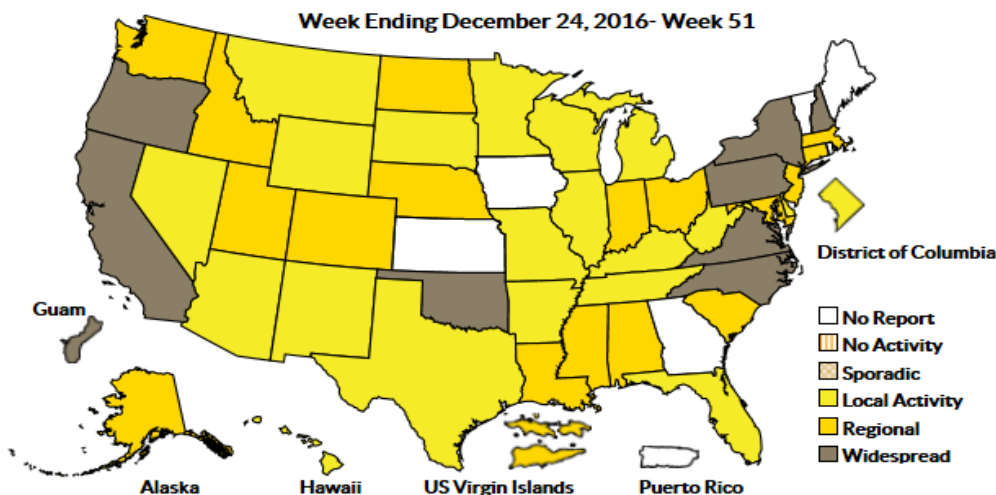 Week Ending December 24, 2016- Week 51
District of Columbia
Guam
No Report
No Activity
Sporadic
Local Activity
Regional
Widespread
Alaska
Hawaii
US Virgin Islands
Puerto Rico